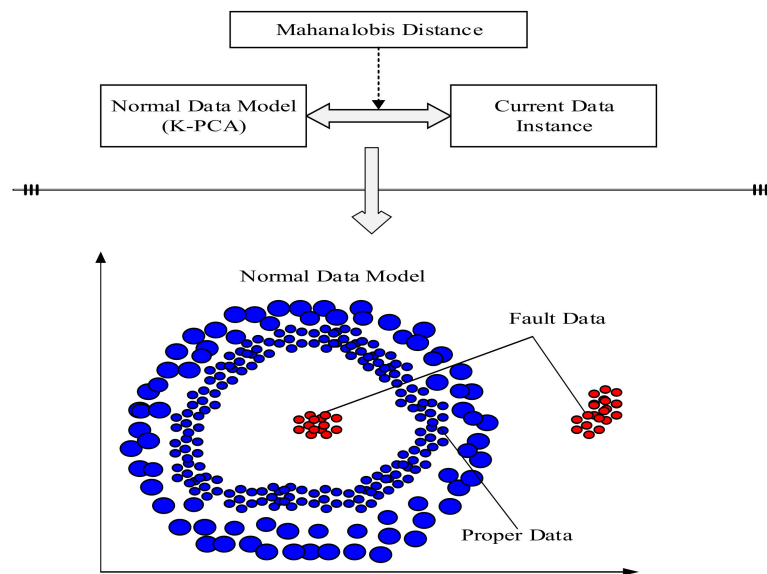 Mahanalobis Distance
Normal Data Model
(K-PCA)
Current Data
Instance
Normal Data Model
Fault Data
Proper Data